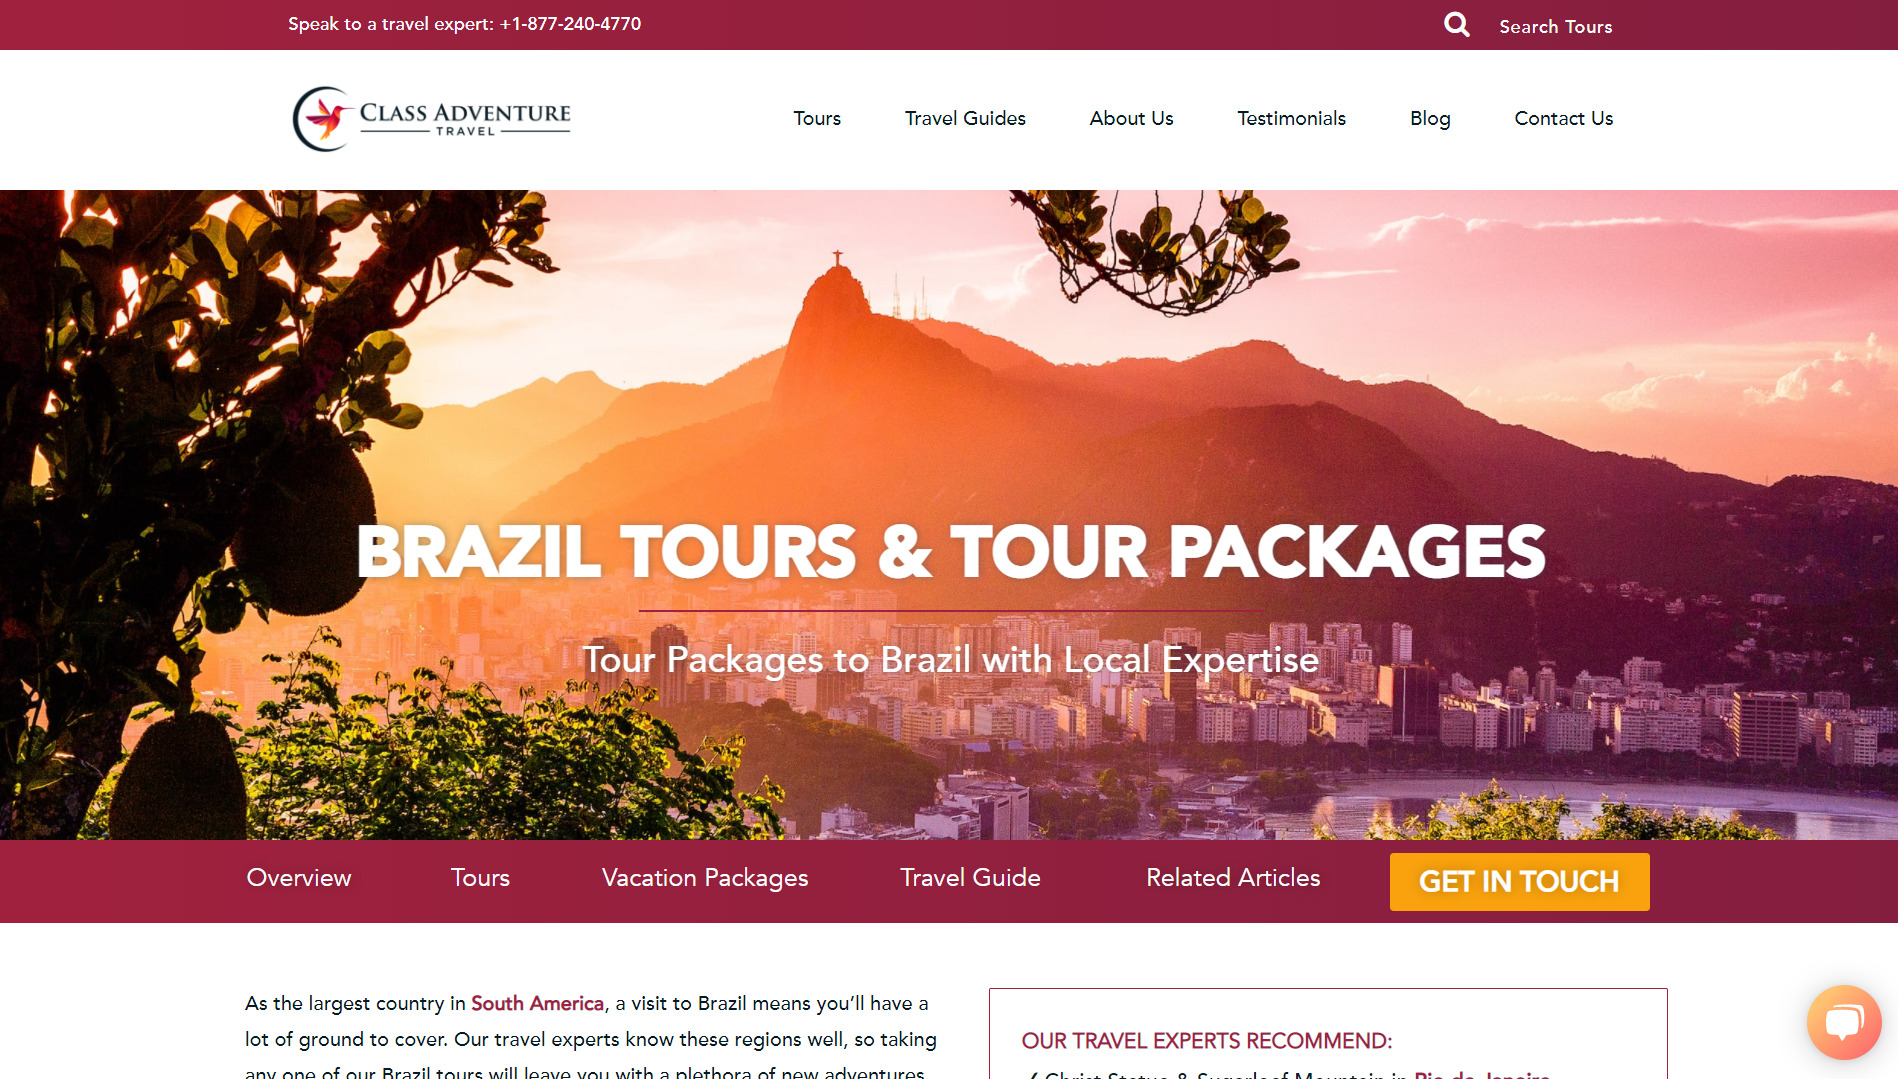 Speak to a travel expert: +1-877-240-4770
Search Tours
CLASS ADVENTURE
TRAVEL
Tours
Travel Guides
About Us
Testimonials
Blog
Contact Us
BRAZIL TOURS & TOUR PACKAGES
Tour Packages to Brazil with Local Expertise
Overview
Tours
Vacation Packages
Travel Guide
Related Articles
GET IN TOUCH
As the largest country in South America, a visit to Brazil means you’ll have a
lot of ground to cover. Our travel experts know these regions well, so taking
any one of our Brazil tours will leave you with a plethora of new adventures
OUR TRAVEL EXPERTS RECOMMEND:
✓ Christ Statue & Sugarloaf Mountain in Rio de Janeiro